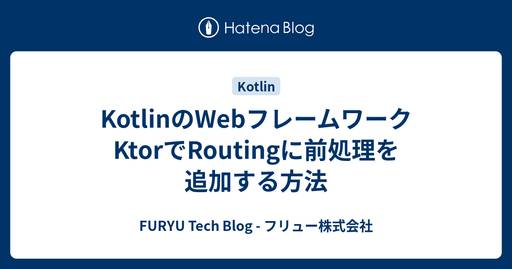 Hatena Blog
Kotlin
KotlinのWebフレームワーク
KtorでRoutingに前処理を
追加する方法
FURYU Tech Blog - フリュー株式会社